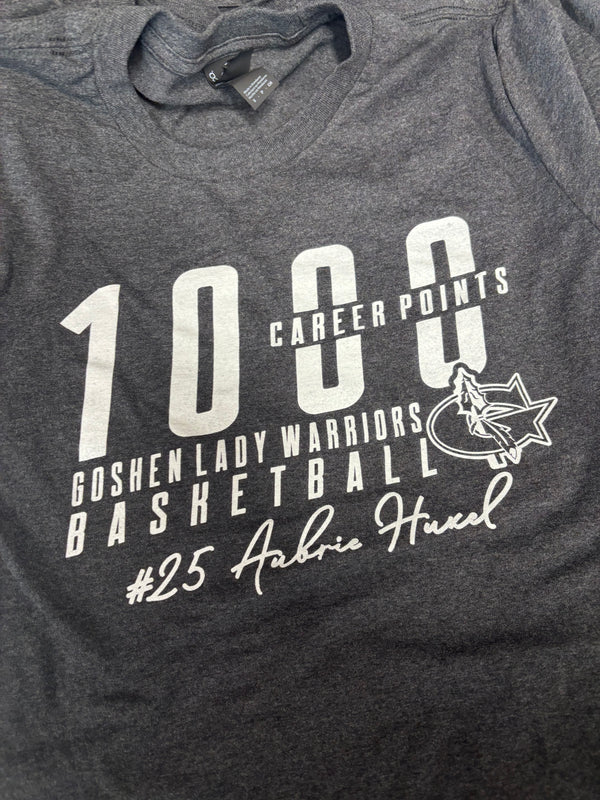 1000
CAREER POINTS
GOSHEN LADY WARRIORS
BASKETBALL
#25 Aubrie Huxel